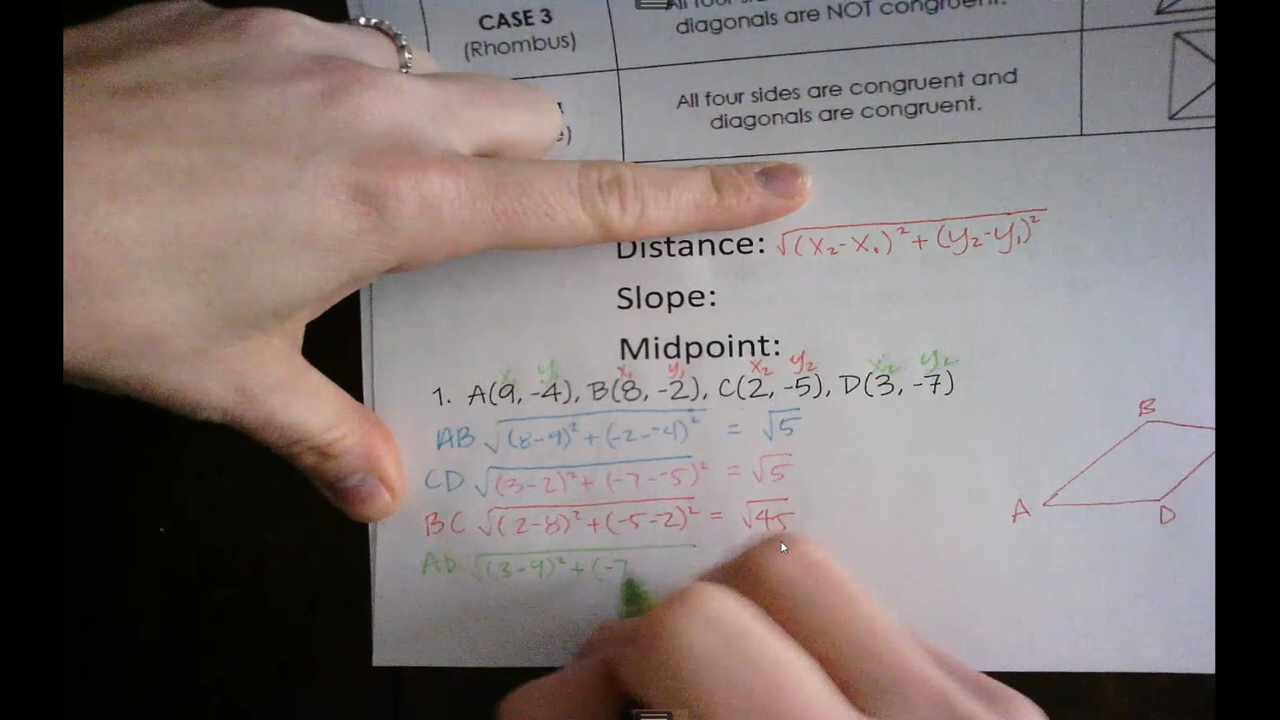 CASE 3
(Rhombus)
diagonals are NOT congruent.
All four sides are congruent and
diagonals are congruent.
Distance: √(x₂-x₁)²+(y₂-y₁)²
Slope:
Midpoint:
x₁ y₁ x₁ y₁ x₂ y₂ x₂ y₂
1. A(9, -4), B(8, -2), C(2, -5), D(3, -7)
AB √(8-9)²+(-2--4)² = √5
CD √(3-2)²+(-7--5)² = √5
BC √(2-8)²+(-5-2)² = √45
AD √(3-9)²+(-7
B
A
D